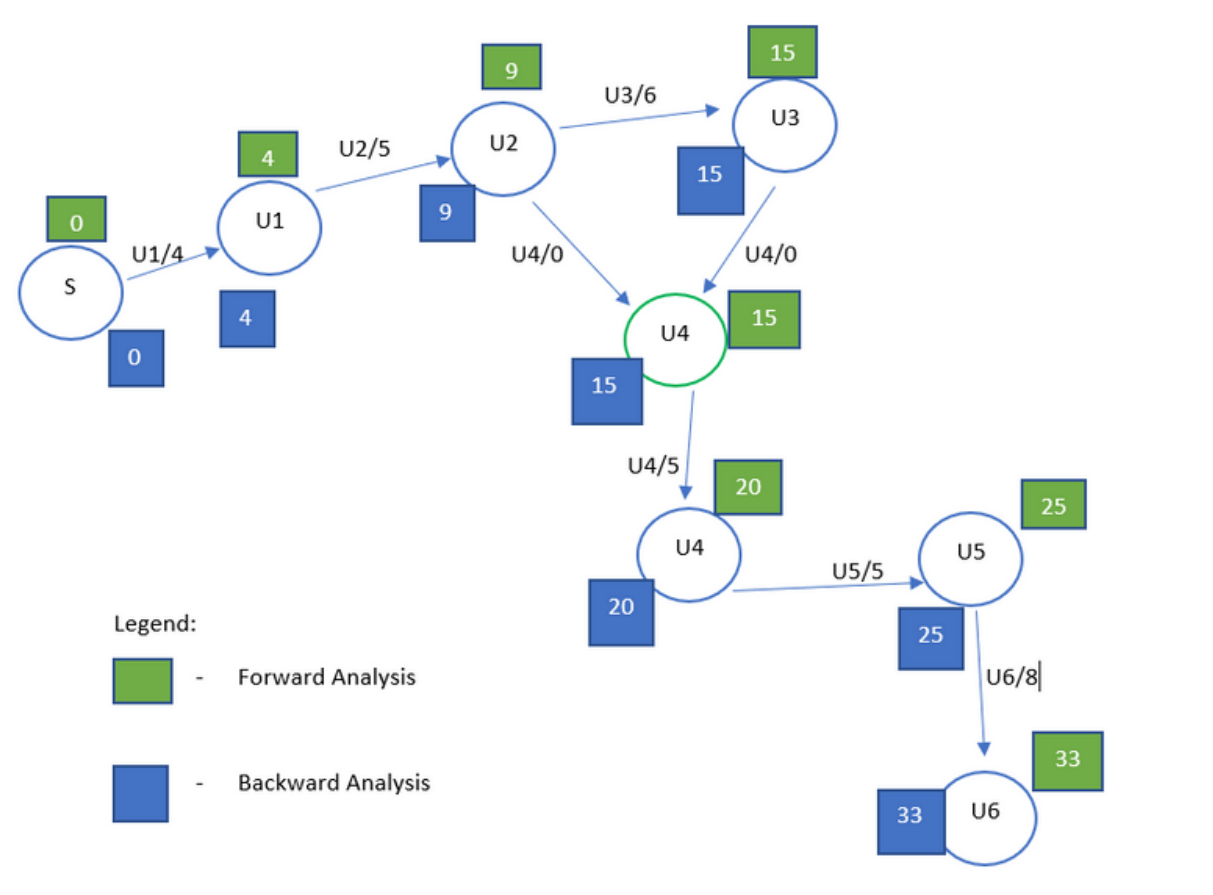 15
9
U3/6
U3
U2
U2/5
4
15
9
0
U1
U1/4
U4/0
U4/0
S
4
15
0
U4
15
U4/5
20
25
U4
U5
U5/5
20
Legend:
25
- Forward Analysis
U6/8
33
- Backward Analysis
33
U6